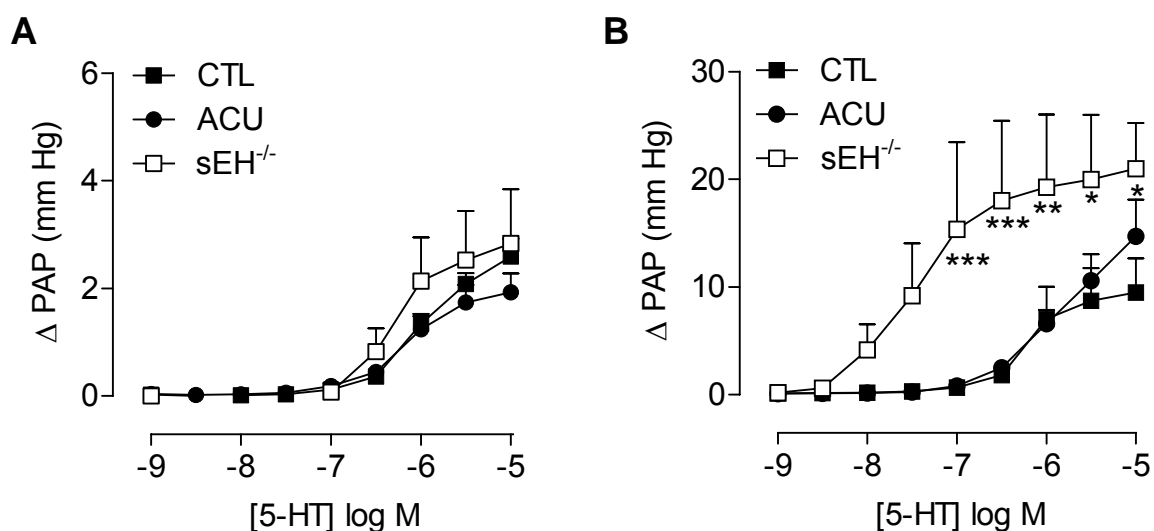 A
CTL
ACU
sEH-/-
6
4
2
0
Δ PAP (mm Hg)
-9 -8 -7 -6 -5
[5-HT] log M
B
CTL
ACU
sEH-/-
30
20
10
0
Δ PAP (mm Hg)
*** *** ** * *
-9 -8 -7 -6 -5
[5-HT] log M